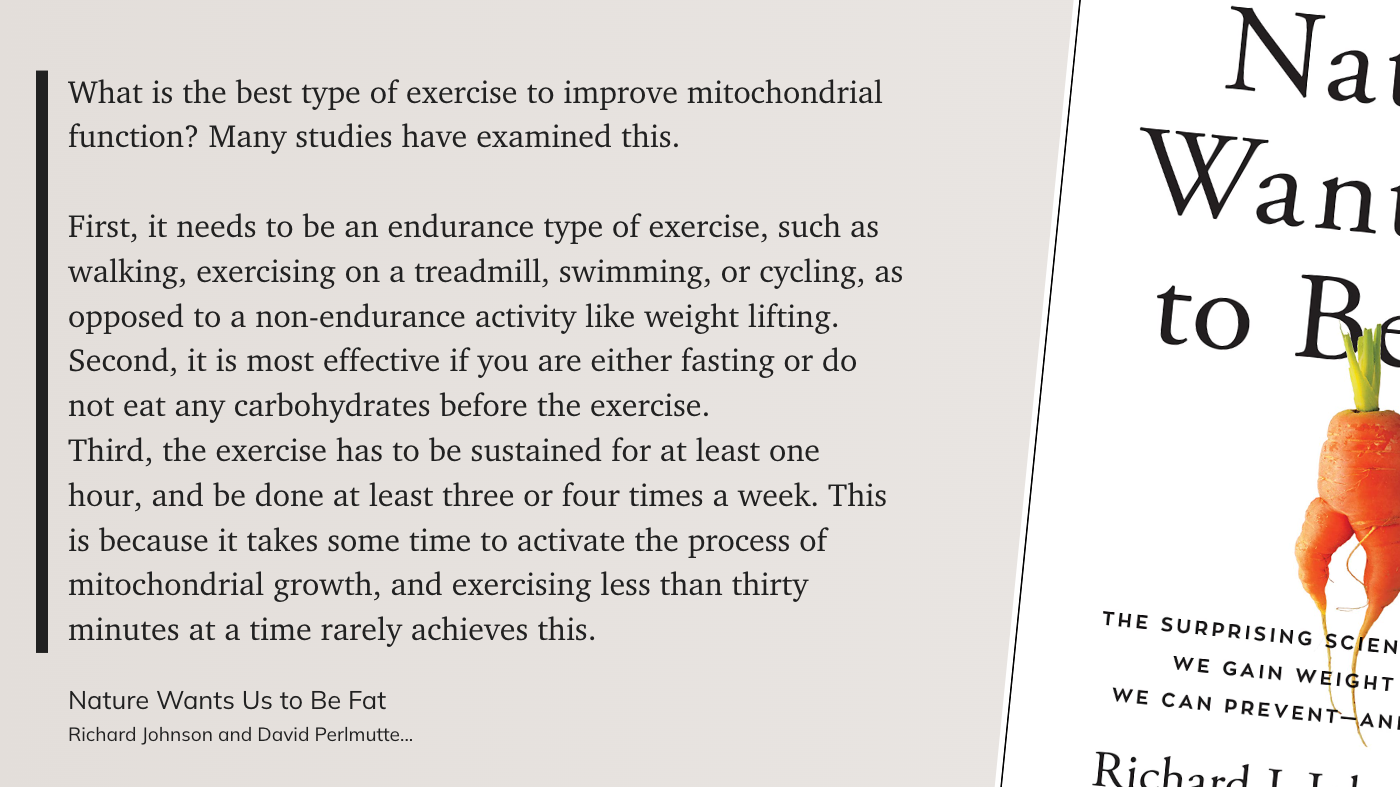 What is the best type of exercise to improve mitochondrial
function? Many studies have examined this.
First, it needs to be an endurance type of exercise, such as
walking, exercising on a treadmill, swimming, or cycling, as
opposed to a non-endurance activity like weight lifting.
Second, it is most effective if you are either fasting or do
not eat any carbohydrates before the exercise.
Third, the exercise has to be sustained for at least one
hour, and be done at least three or four times a week. This
is because it takes some time to activate the process of
mitochondrial growth, and exercising less than thirty
minutes at a time rarely achieves this.
Nature Wants Us to Be Fat
Richard Johnson and David Perlmutte...
Nat
Want
to Be
THE SURPRISING SCIEN
WE GAIN WEIGHT
WE CAN PREVENT—AN
Richard J. Joh